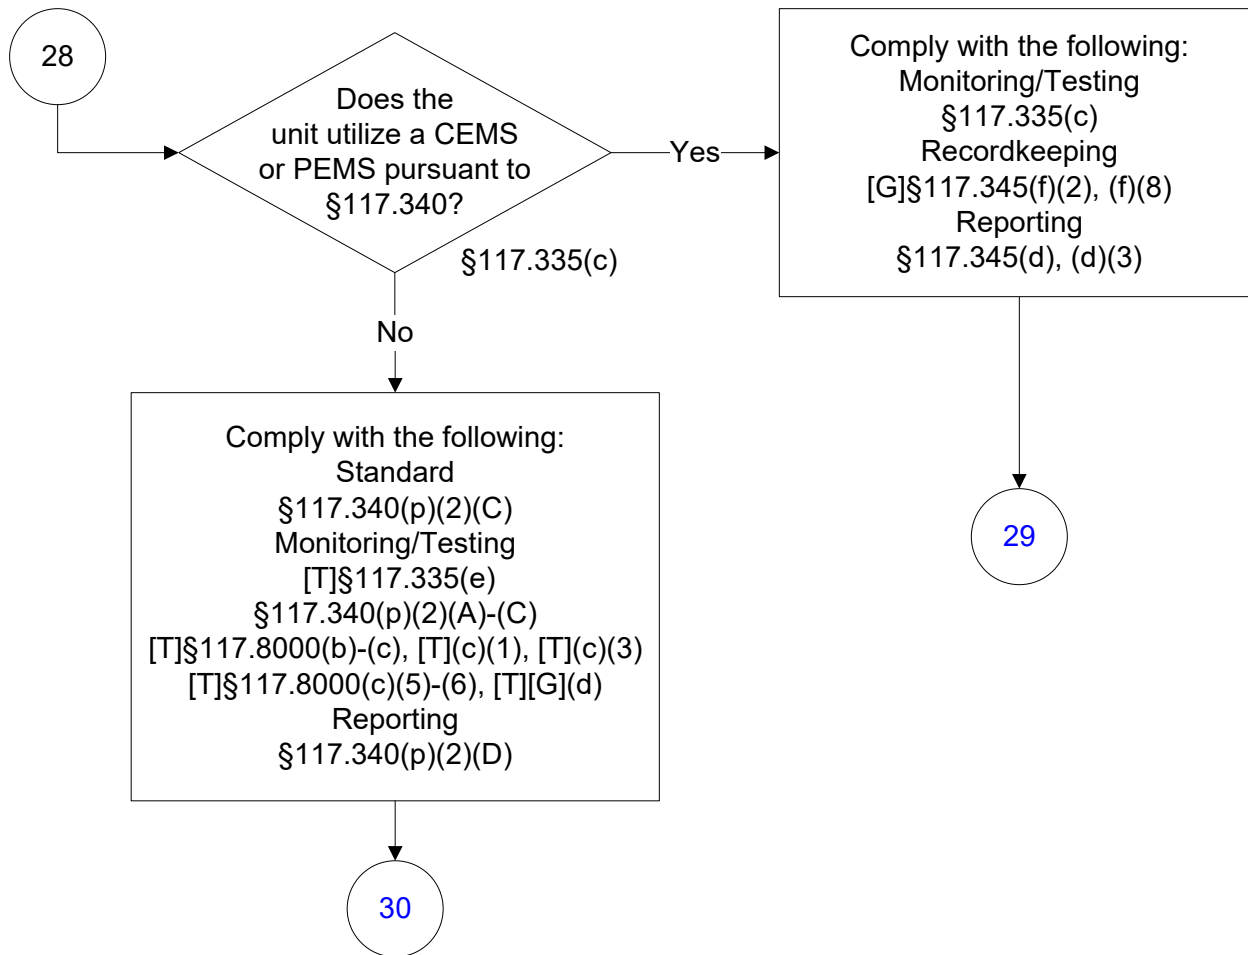 28
Does the
unit utilize a CEMS
or PEMS pursuant to
§117.340?
§117.335(c)
Yes
Comply with the following:
Monitoring/Testing
§117.335(c)
Recordkeeping
[G]§117.345(f)(2), (f)(8)
Reporting
§117.345(d), (d)(3)
29
No
Comply with the following:
Standard
§117.340(p)(2)(C)
Monitoring/Testing
[T]§117.335(e)
§117.340(p)(2)(A)-(C)
[T]§117.8000(b)-(c), [T](c)(1), [T](c)(3)
[T]§117.8000(c)(5)-(6), [T][G](d)
Reporting
§117.340(p)(2)(D)
30